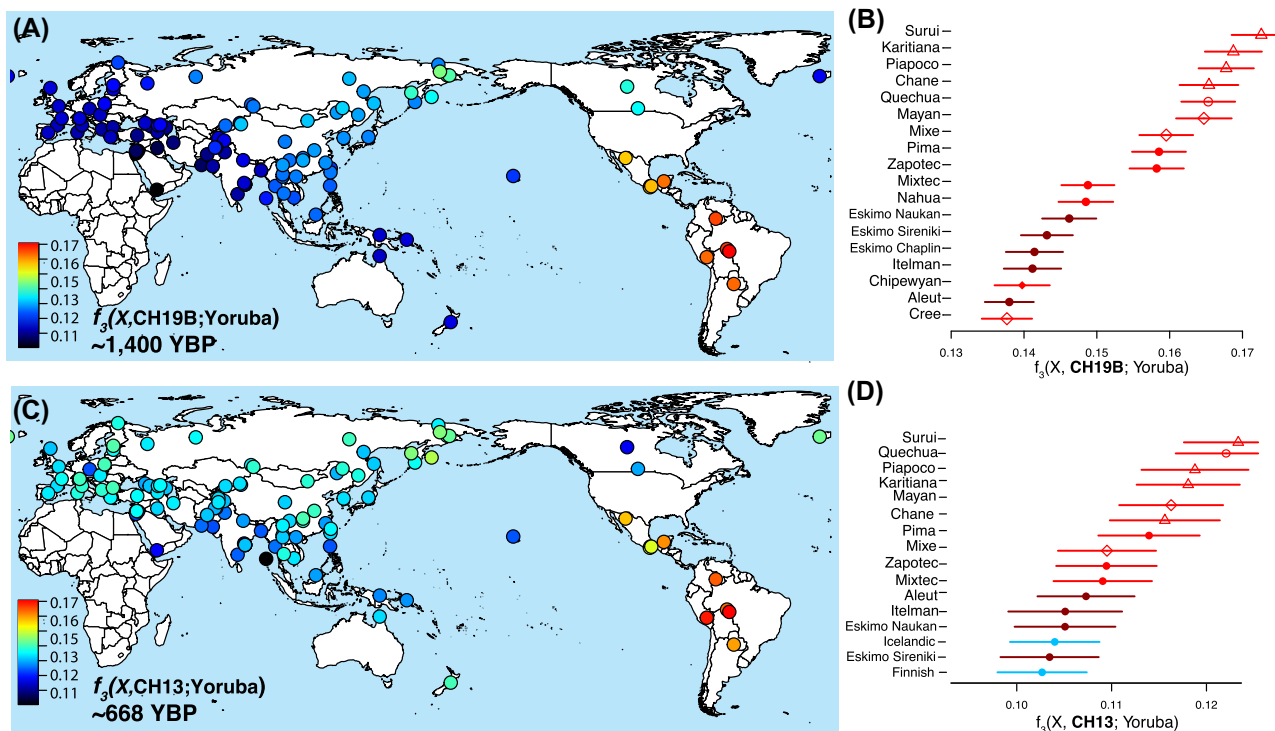 (A)
0.17
0.16
0.15
0.14
0.13
0.12
0.11
f3(X,CH19B;Yoruba)
~1,400 YBP
(B)
Surui
Karitiana
Piapoco
Chane
Quechua
Mayan
Mixe
Pima
Zapotec
Mixtec
Nahua
Eskimo Naukan
Eskimo Sireniki
Eskimo Chaplin
Itelman
Chipewyan
Aleut
Cree
0.13 0.14 0.15 0.16 0.17
f3(X, CH19B; Yoruba)
(C)
0.17
0.16
0.15
0.14
0.13
0.12
0.11
f3(X,CH13;Yoruba)
~668 YBP
(D)
Surui
Quechua
Piapoco
Karitiana
Mayan
Chane
Pima
Mixe
Zapotec
Mixtec
Aleut
Itelman
Eskimo Naukan
Icelandic
Eskimo Sireniki
Finnish
0.10 0.11 0.12
f3(X, CH13; Yoruba)